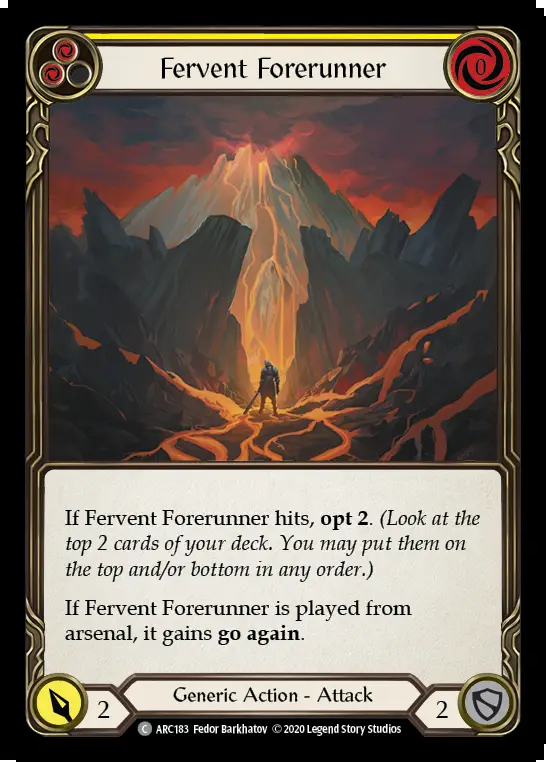 Fervent Forerunner
0
If Fervent Forerunner hits, opt 2. (Look at the
top 2 cards of your deck. You may put them on
the top and/or bottom in any order.)
If Fervent Forerunner is played from
arsenal, it gains go again.
2
Generic Action - Attack
2
C ARC183 Fedor Barkhatov © 2020 Legend Story Studios